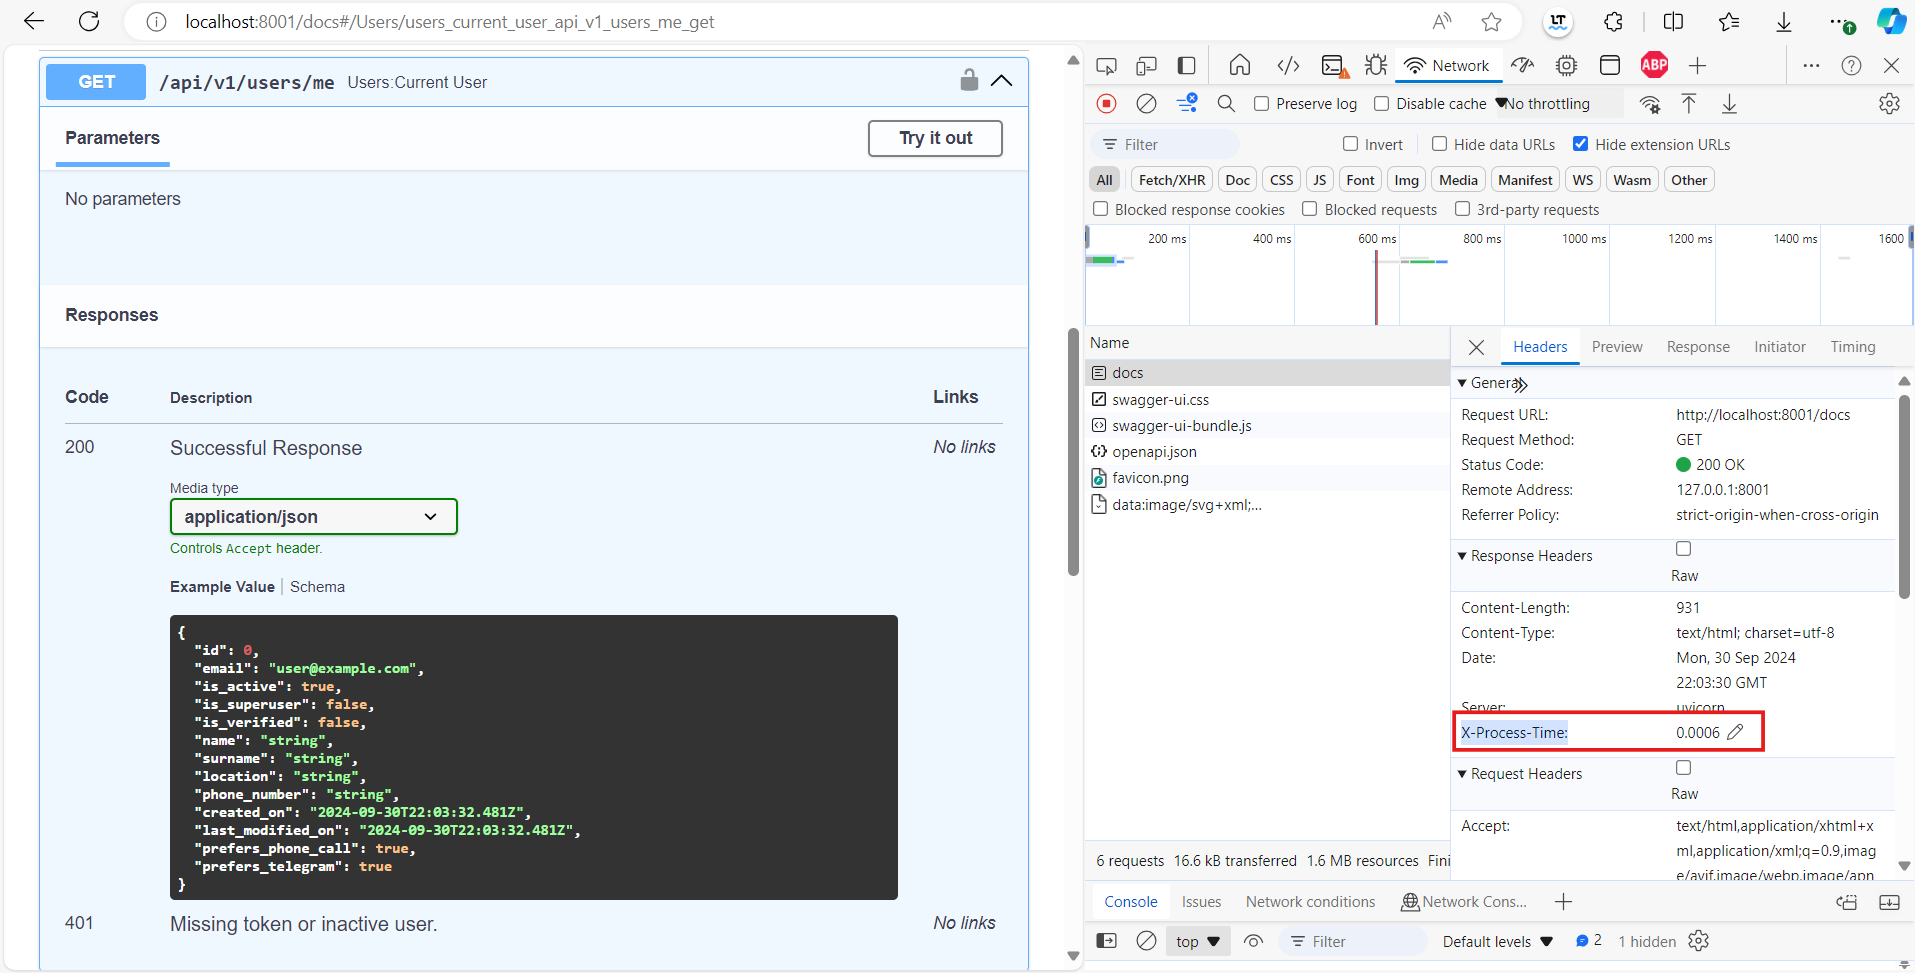 localhost:8001/docs#/Users/users_current_user_api_v1_users_me_get
GET /api/v1/users/me Users:Current User
Parameters
Try it out
No parameters
Responses
Code Description Links
200 Successful Response No links
Media type
application/json
Controls Accept header.
Example Value | Schema
{
"id": 0,
"email": "user@example.com",
"is_active": true,
"is_superuser": false,
"is_verified": false,
"name": "string",
"surname": "string",
"location": "string",
"phone_number": "string",
"created_on": "2024-09-30T22:03:32.481Z",
"last_modified_on": "2024-09-30T22:03:32.481Z",
"prefers_phone_call": true,
"prefers_telegram": true
}
401 Missing token or inactive user. No links
Network
ABP
Preserve log Disable cache No throttling
Filter Invert Hide data URLs Hide extension URLs
All Fetch/XHR Doc CSS JS Font Img Media Manifest WS Wasm Other
Blocked response cookies Blocked requests 3rd-party requests
200 ms 400 ms 600 ms 800 ms 1000 ms 1200 ms 1400 ms 1600
Name
docs
swagger-ui.css
swagger-ui-bundle.js
openapi.json
favicon.png
data:image/svg+xml;...
6 requests 16.6 kB transferred 1.6 MB resources Fini
Headers Preview Response Initiator Timing
General
Request URL: http://localhost:8001/docs
Request Method: GET
Status Code: 200 OK
Remote Address: 127.0.0.1:8001
Referrer Policy: strict-origin-when-cross-origin
Response Headers
Raw
Content-Length: 931
Content-Type: text/html; charset=utf-8
Date: Mon, 30 Sep 2024
22:03:30 GMT
Server: uvicorn
X-Process-Time: 0.0006
Request Headers
Raw
Accept: text/html,application/xhtml+x
ml,application/xml;q=0.9,imag
e/avif,image/webp,image/apn
Console Issues Network conditions Network Cons...
top Filter Default levels 2 1 hidden